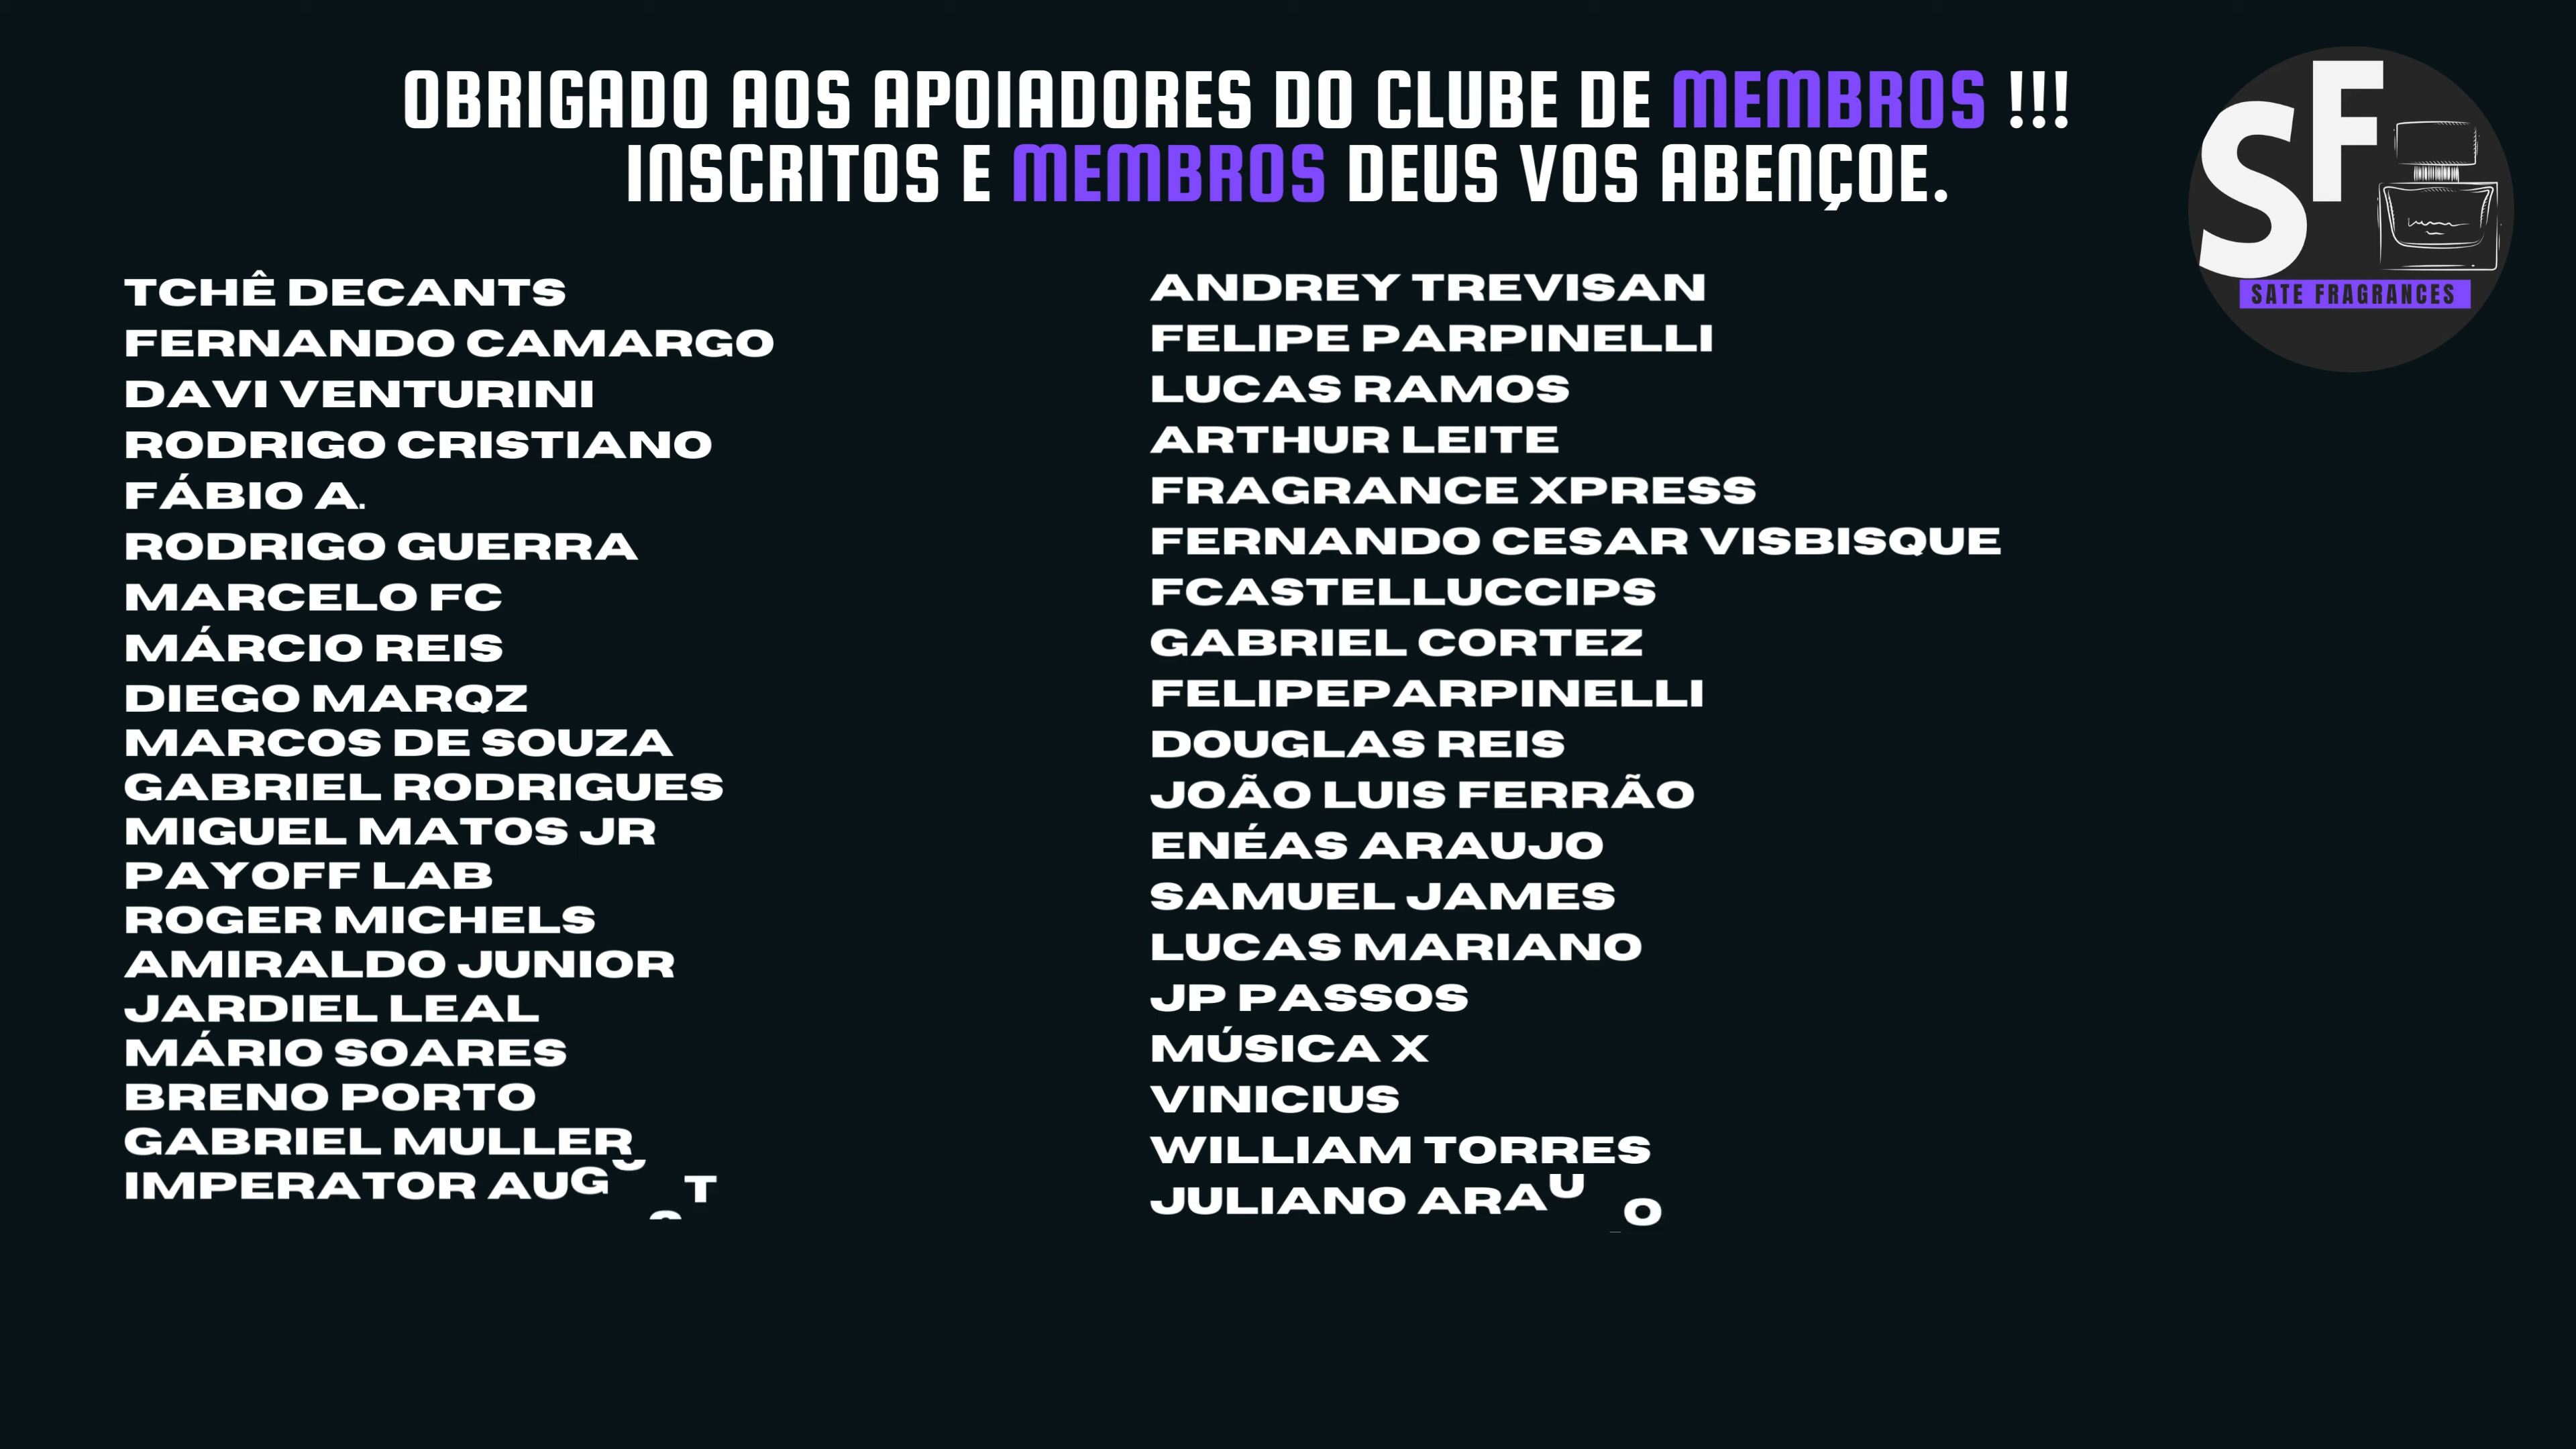 OBRIGADO AOS APOIADORES DO CLUBE DE MEMBROS !!!
INSCRITOS E MEMBROS DEUS VOS ABENÇOE.
SF
SATE FRAGRANCES
TCHÊ DECANTS
FERNANDO CAMARGO
DAVI VENTURINI
RODRIGO CRISTIANO
FÁBIO A.
RODRIGO GUERRA
MARCELO FC
MÁRCIO REIS
DIEGO MARQZ
MARCOS DE SOUZA
GABRIEL RODRIGUES
MIGUEL MATOS JR
PAYOFF LAB
ROGER MICHELS
AMIRALDO JUNIOR
JARDIEL LEAL
MÁRIO SOARES
BRENO PORTO
GABRIEL MULLER
IMPERATOR
ANDREY TREVISAN
FELIPE PARPINELLI
LUCAS RAMOS
ARTHUR LEITE
FRAGRANCE XPRESS
FERNANDO CESAR VISBISQUE
FCASTELLUCCIPS
GABRIEL CORTEZ
FELIPEPARPINELLI
DOUGLAS REIS
JOÃO LUIS FERRÃO
ENÉAS ARAUJO
SAMUEL JAMES
LUCAS MARIANO
JP PASSOS
MÚSICA X
VINICIUS
WILLIAM TORRES
JULIANO